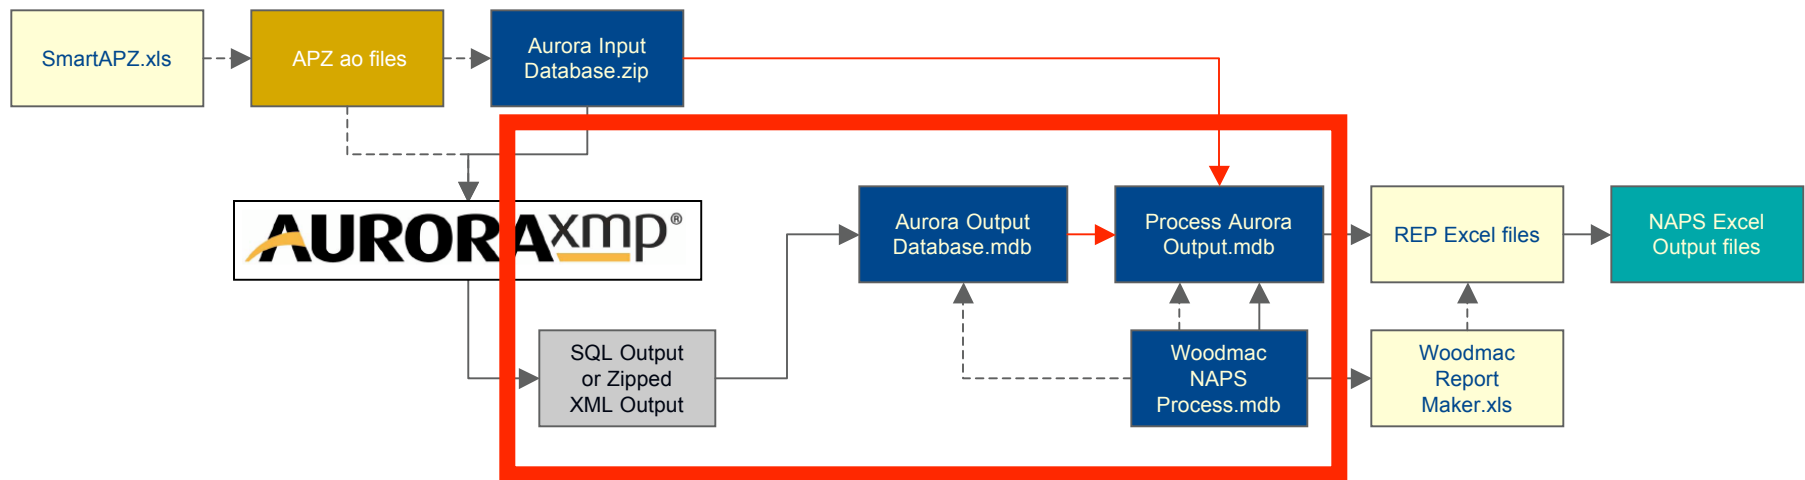 SmartAPZ.xls
APZ ao files
Aurora Input
Database.zip
AURORAxmp®
Aurora Output
Database.mdb
Process Aurora
Output.mdb
REP Excel files
NAPS Excel
Output files
SQL Output
or Zipped
XML Output
Woodmac
NAPS
Process.mdb
Woodmac
Report
Maker.xls